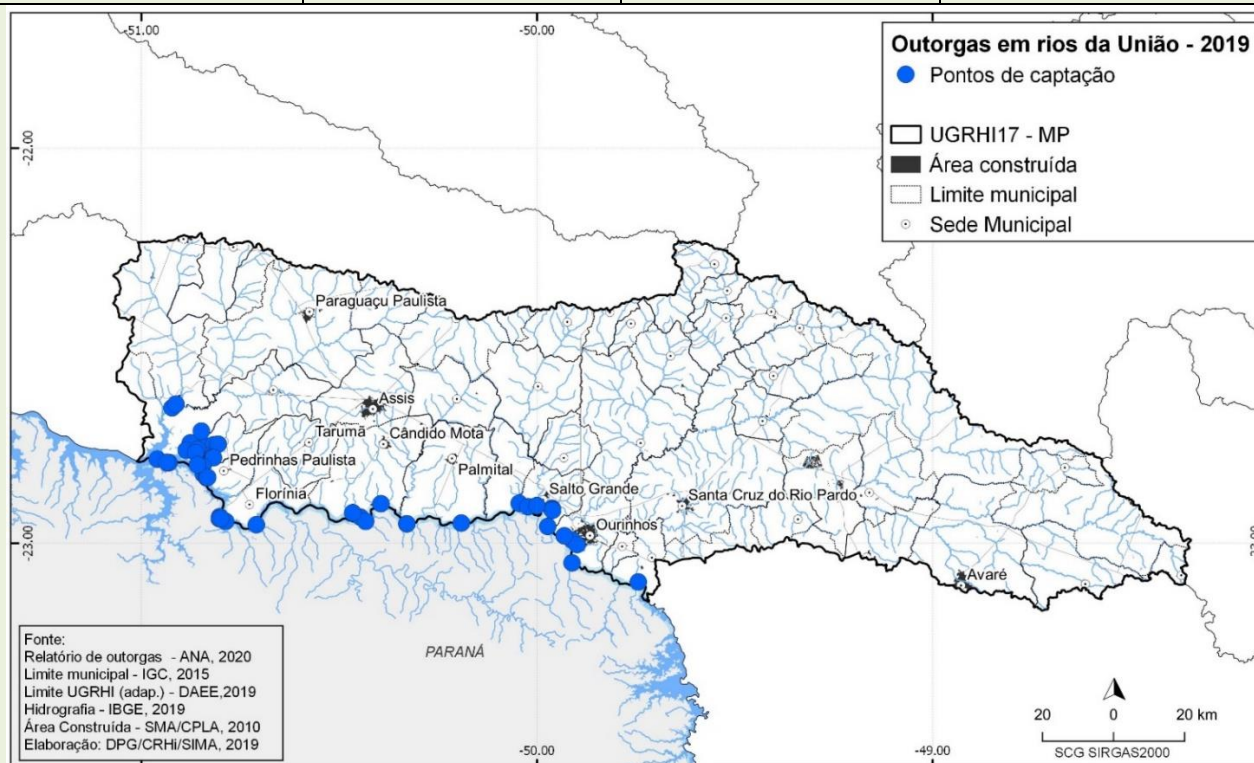 -51.00
-50.00
Outorgas em rios da União - 2019
Pontos de captação
UGRHI17 - MP
Área construída
Limite municipal
Sede Municipal
-22.00
Paraguaçu Paulista
Assis
Tarumã
Cândido Mota
Pedrinhas Paulista
Palmital
Florínia
Salto Grande
Santa Cruz do Rio Pardo
Ourinhos
-23.00
Avaré
PARANÁ
Fonte:
Relatório de outorgas - ANA, 2020
Limite municipal - IGC, 2015
Limite UGRHI (adap.) - DAEE,2019
Hidrografia - IBGE, 2019
Área Construída - SMA/CPLA, 2010
Elaboração: DPG/CRHi/SIMA, 2019
20 0 20 km
SCG SIRGAS2000
-50.00
-49.00